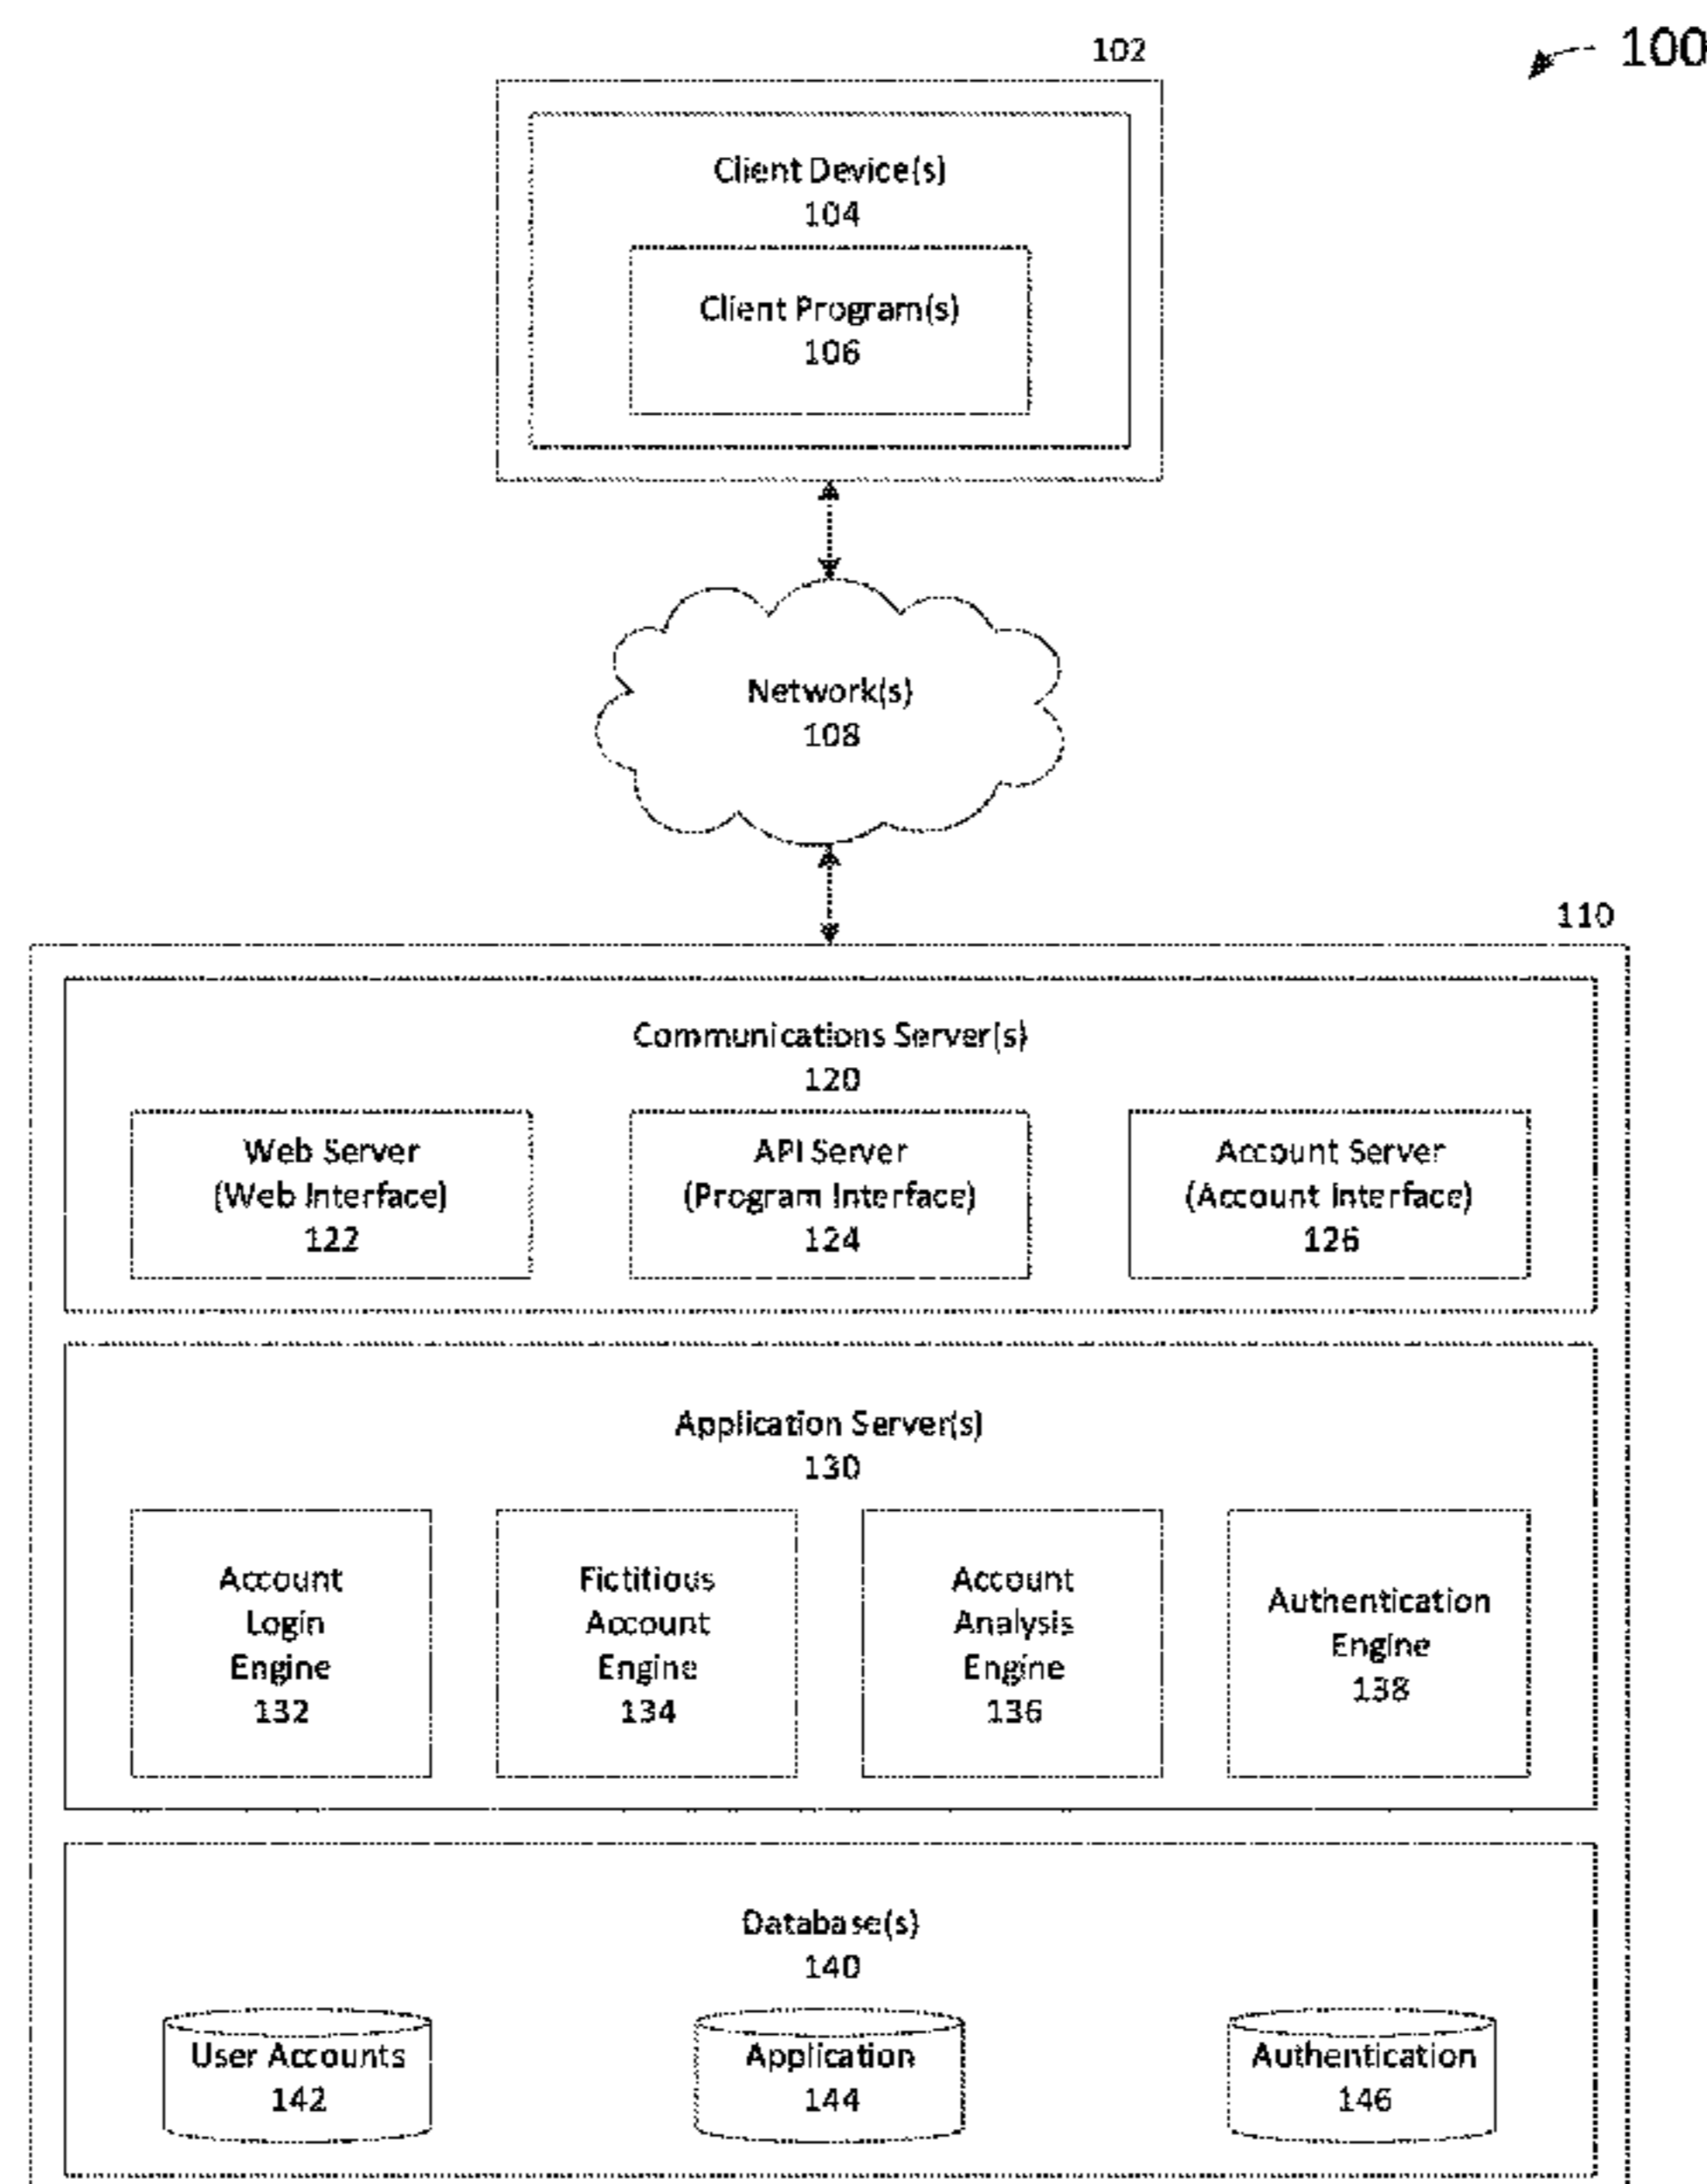 100
102
Client Device(s)
104
Client Program(s)
106
Network(s)
108
110
Communications Server(s)
120
Web Server
(Web Interface)
122
API Server
(Program Interface)
124
Account Server
(Account Interface)
126
Application Server(s)
130
Account
Login
Engine
132
Fictitious
Account
Engine
134
Account
Analysis
Engine
136
Authentication
Engine
138
Database(s)
140
User Accounts
142
Application
144
Authentication
146